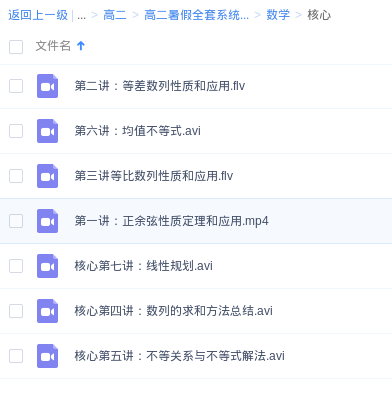 返回上一级 | ... > 高二 > 高二暑假全套系统... > 数学 > 核心
文件名
第二讲：等差数列性质和应用.flv
第六讲：均值不等式.avi
第三讲等比数列性质和应用.flv
第一讲：正余弦性质定理和应用.mp4
核心第七讲：线性规划.avi
核心第四讲：数列的求和方法总结.avi
核心第五讲：不等关系与不等式解法.avi